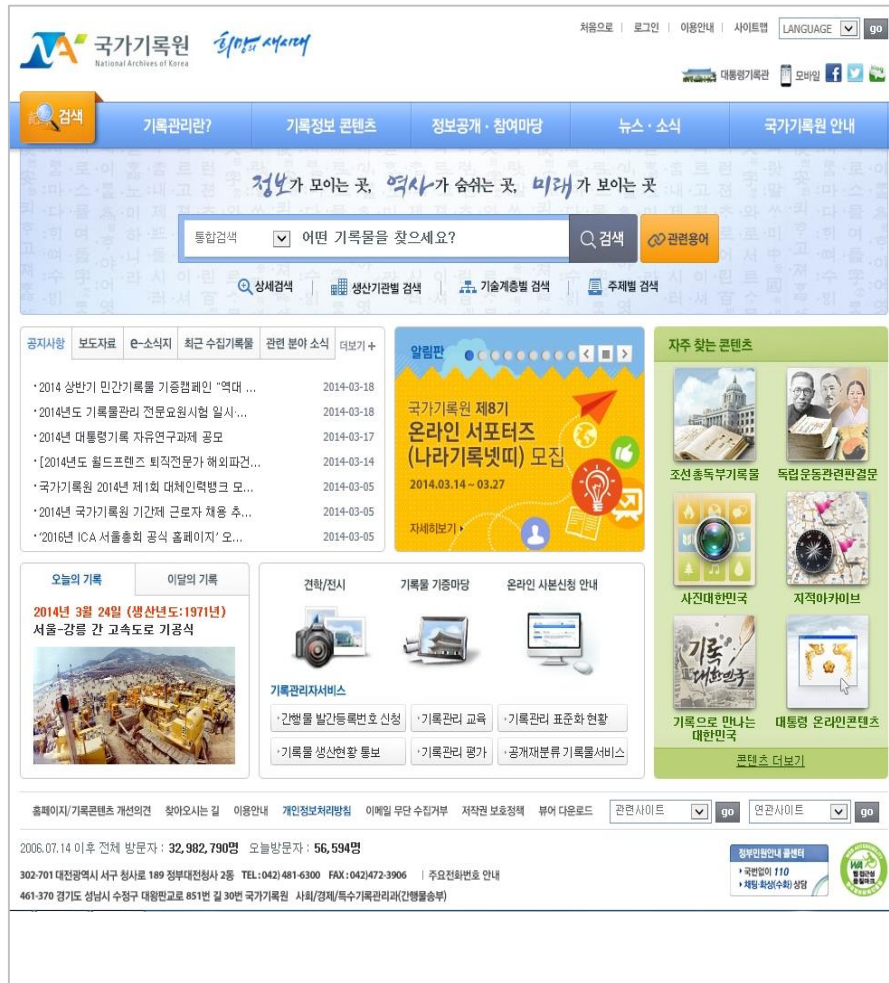 처음으로 | 로그인 | 이용안내 | 사이트맵 LANGUAGE go
국가기록원 희망의 새시대
National Archives of Korea
대통령기록관 모바일
검색 기록관리란? 기록정보 콘텐츠 정보공개 · 참여마당 뉴스 · 소식 국가기록원 안내
정보가 모이는 곳, 역사가 숨쉬는 곳, 미래가 보이는 곳
통합검색 어떤 기록물을 찾으세요? 검색 관련용어
상세검색 | 생산기관별 검색 | 기술계층별 검색 | 주제별 검색
공지사항 보도자료 e-소식지 최근 수집기록물 관련 분야 소식 더보기 +
· 2014 상반기 민간기록물 기증캠페인 "역대 ... 2014-03-18
· 2014년도 기록물관리 전문요원시험 일시·... 2014-03-18
· 2014년 대통령기록 자유연구과제 공모 2014-03-17
· [2014년도 월드프렌즈 퇴직전문가 해외파견... 2014-03-14
· 국가기록원 2014년 제1회 대체인력뱅크 모... 2014-03-05
· 2014년 국가기록원 기간제 근로자 채용 추... 2014-03-05
· '2016년 ICA 서울총회 공식 홈페이지' 오... 2014-03-05
알림판
국가기록원 제8기
온라인 서포터즈
(나라기록넷띠) 모집
2014.03.14 ~ 03.27
자세히보기
자주 찾는 콘텐츠
조선총독부기록물 독립운동관련판결문
사진대한민국 지적아카이브
기록
대한민국
기록으로 만나는 대한민국 대통령 온라인콘텐츠
콘텐츠 더보기
오늘의 기록 이달의 기록
2014년 3월 24일 (생산년도:1971년)
서울-강릉 간 고속도로 기공식
견학/전시 기록물 기증마당 온라인 사본신청 안내
기록관리자서비스
· 간행물 발간등록번호 신청 · 기록관리 교육 · 기록관리 표준화 현황
· 기록물 생산현황 통보 · 기록관리 평가 · 공개재분류 기록물서비스
홈페이지/기록콘텐츠 개선의견 찾아오시는 길 이용안내 개인정보처리방침 이메일 무단 수집거부 저작권 보호정책 뷰어 다운로드 관련사이트 go 연관사이트 go
2006.07.14 이후 전체 방문자 : 32,982,790명 오늘방문자 : 56,594명
302-701 대전광역시 서구 청사로 189 정부대전청사 2동 TEL:042) 481-6300 FAX:042)472-3906 | 주요전화번호 안내
461-370 경기도 성남시 수정구 대왕판교로 851번 길 30번 국가기록원 사회/경제/특수기록관리과(간행물송부)
정부민원안내 콜센터
국번없이 110
채팅·화상(수화) 상담
WA
웹 접근성
품질마크